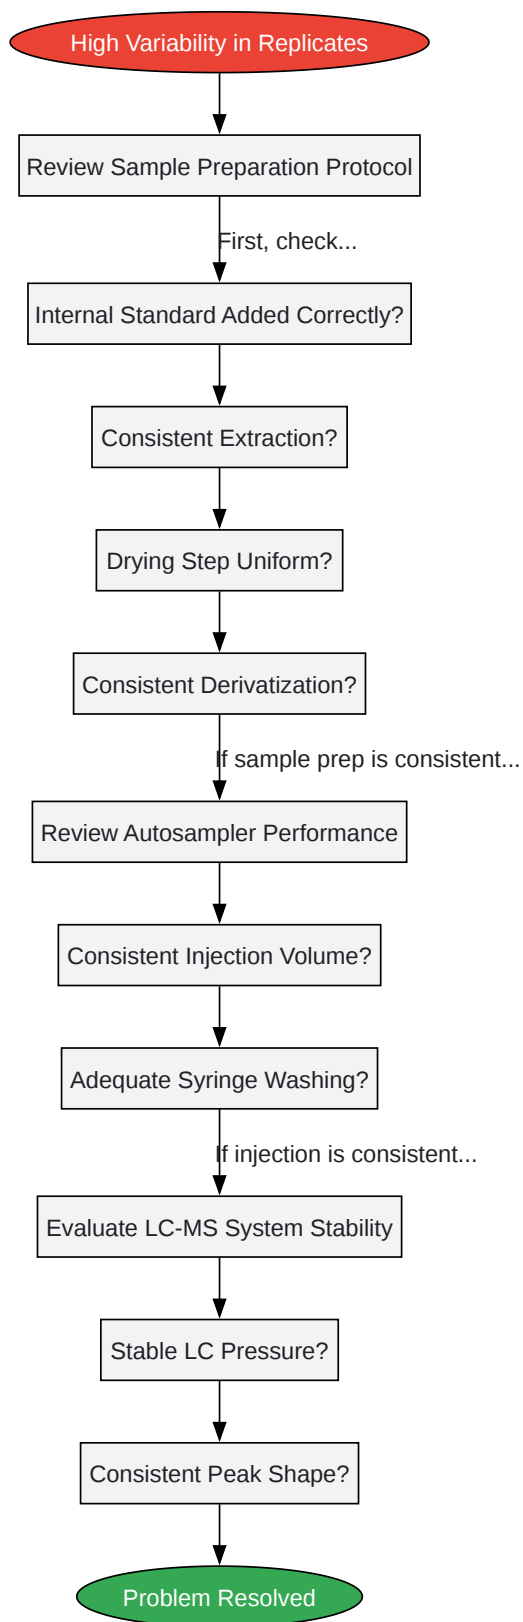 High Variability in Replicates
Review Sample Preparation Protocol
First, check...
Internal Standard Added Correctly?
Consistent Extraction?
Drying Step Uniform?
Consistent Derivatization?
If sample prep is consistent...
Review Autosampler Performance
Consistent Injection Volume?
Adequate Syringe Washing?
If injection is consistent...
Evaluate LC-MS System Stability
Stable LC Pressure?
Consistent Peak Shape?
Problem Resolved